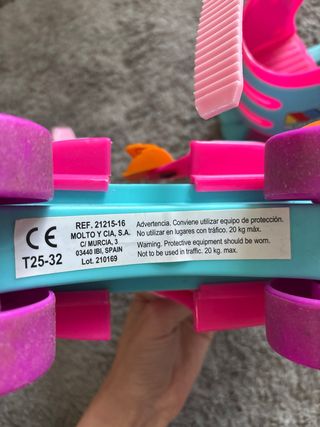 CE
T25-32
REF. 21215-16
MOLTO Y CIA, S.A.
C/ MURCIA, 3
03440 IBI, SPAIN
Lot. 210169
Advertencia. Conviene utilizar equipo de protección.
No utilizar en lugares con tráfico. 20 kg máx.
Warning. Protective equipment should be worn.
Not to be used in traffic. 20 kg. max.